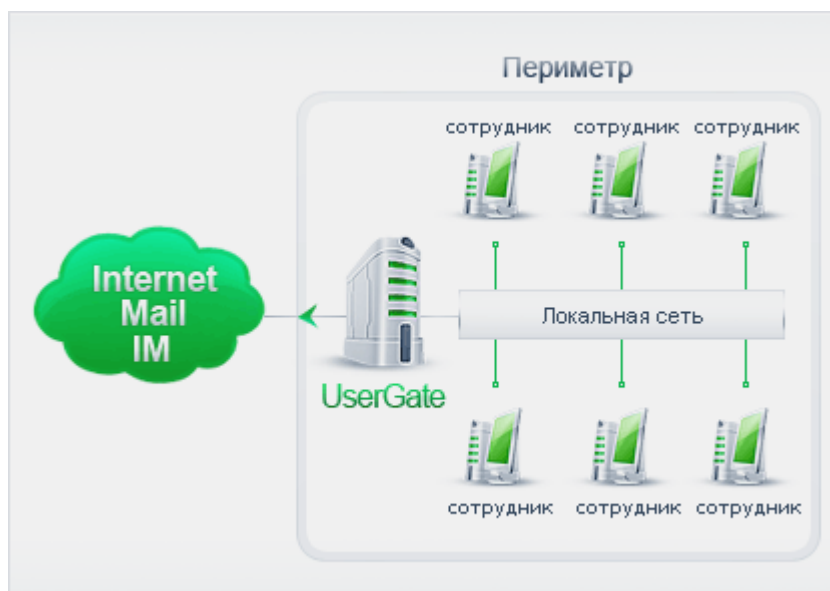 Периметр
сотрудник сотрудник сотрудник
Internet
Mail
IM
Локальная сеть
UserGate
сотрудник сотрудник сотрудник